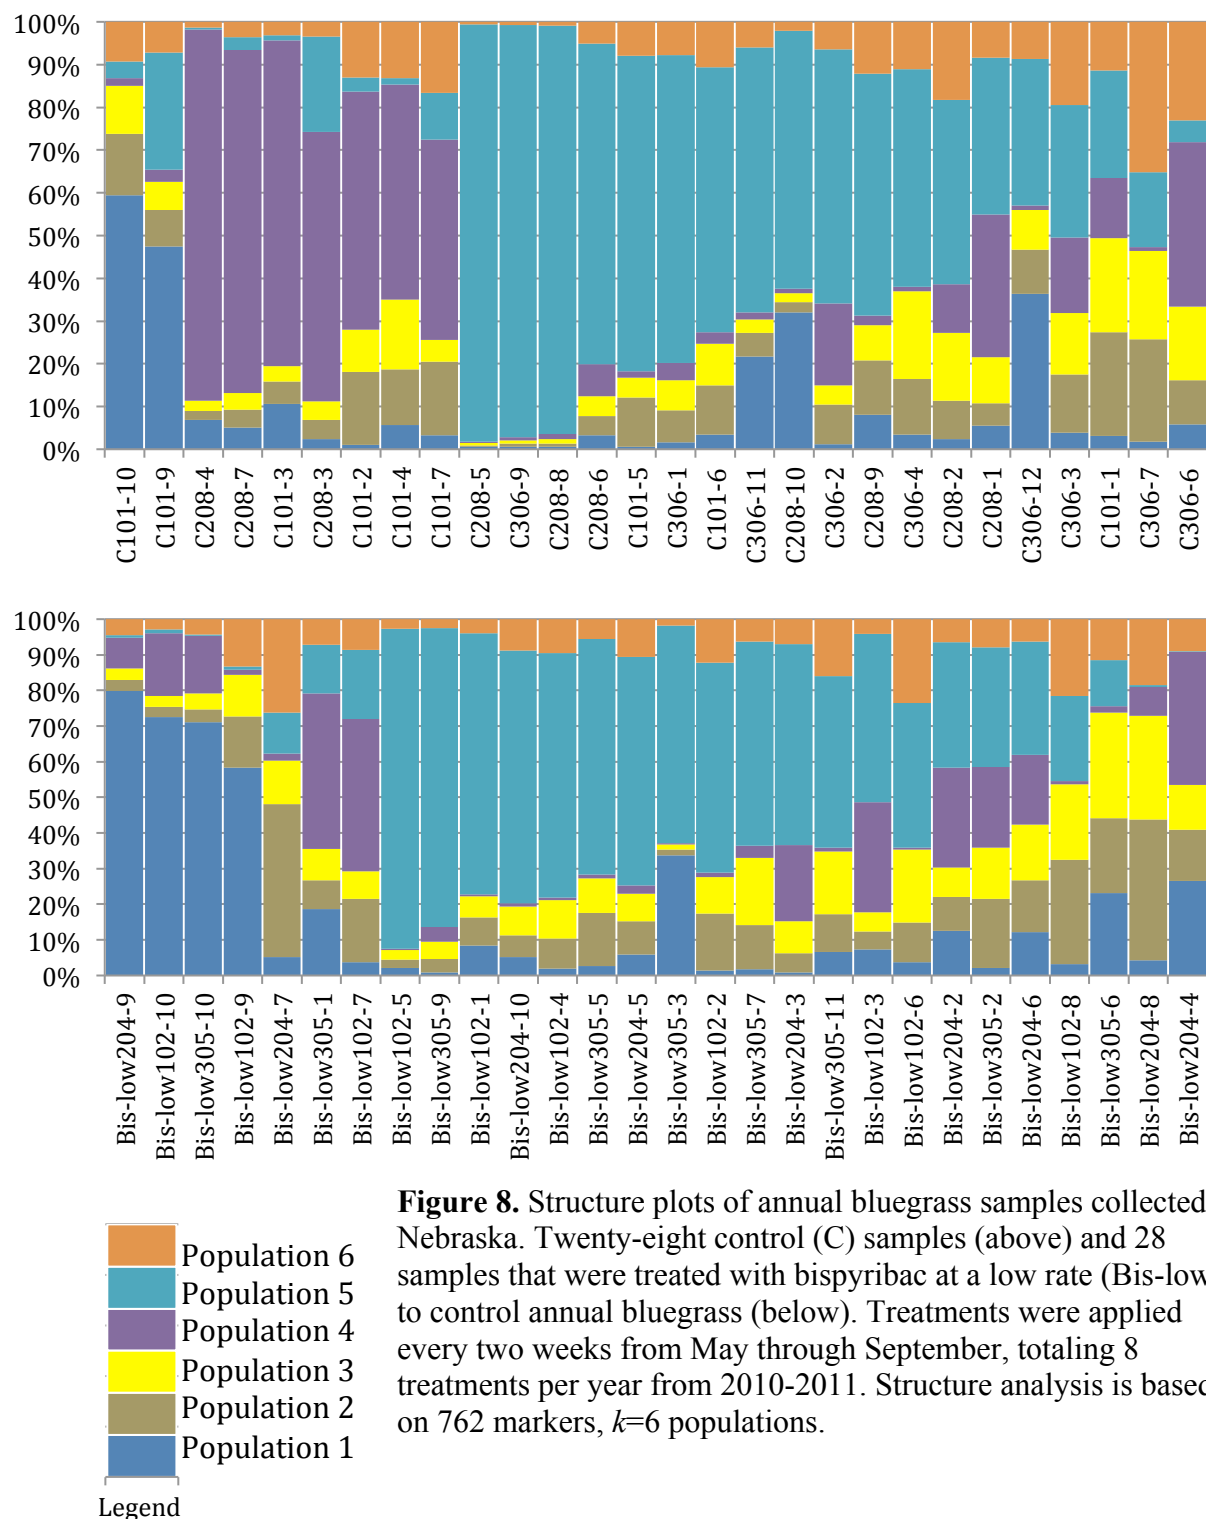 100%
90%
80%
70%
60%
50%
40%
30%
20%
10%
0%
C101-10
C101-9
C208-4
C208-7
C101-3
C208-3
C101-2
C101-4
C101-7
C208-5
C306-9
C208-8
C208-6
C101-5
C306-1
C101-6
C306-11
C208-10
C306-2
C208-9
C306-4
C208-2
C208-1
C306-12
C306-3
C101-1
C306-7
C306-6
100%
90%
80%
70%
60%
50%
40%
30%
20%
10%
0%
Bis-low204-9
Bis-low102-10
Bis-low305-10
Bis-low102-9
Bis-low204-7
Bis-low305-1
Bis-low102-7
Bis-low102-5
Bis-low305-9
Bis-low102-1
Bis-low204-10
Bis-low102-4
Bis-low305-5
Bis-low204-5
Bis-low305-3
Bis-low102-2
Bis-low305-7
Bis-low204-3
Bis-low305-11
Bis-low102-3
Bis-low102-6
Bis-low204-2
Bis-low305-2
Bis-low204-6
Bis-low102-8
Bis-low305-6
Bis-low204-8
Bis-low204-4
Population 6
Population 5
Population 4
Population 3
Population 2
Population 1
Legend
Figure 8. Structure plots of annual bluegrass samples collected
Nebraska. Twenty-eight control (C) samples (above) and 28
samples that were treated with bispyribac at a low rate (Bis-low
to control annual bluegrass (below). Treatments were applied
every two weeks from May through September, totaling 8
treatments per year from 2010-2011. Structure analysis is based
on 762 markers, k=6 populations.